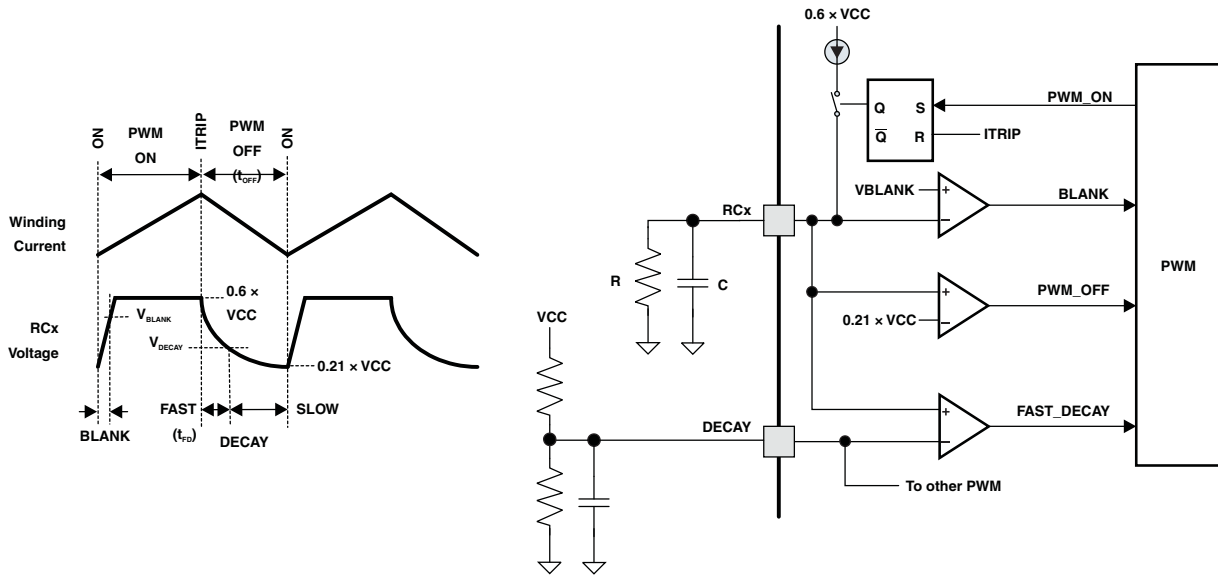 ON
PWM
ON
ITRIP
PWM
OFF
(tOFF)
ON
Winding
Current
RCx
Voltage
0.6 ×
VCC
VBLANK
VDECAY
0.21 × VCC
BLANK
FAST
(tFD)
DECAY
SLOW
0.6 × VCC
Q
S
Q
R
PWM_ON
ITRIP
VBLANK
+
−
BLANK
RCx
R
C
+
−
0.21 × VCC
PWM_OFF
PWM
VCC
DECAY
+
−
FAST_DECAY
To other PWM